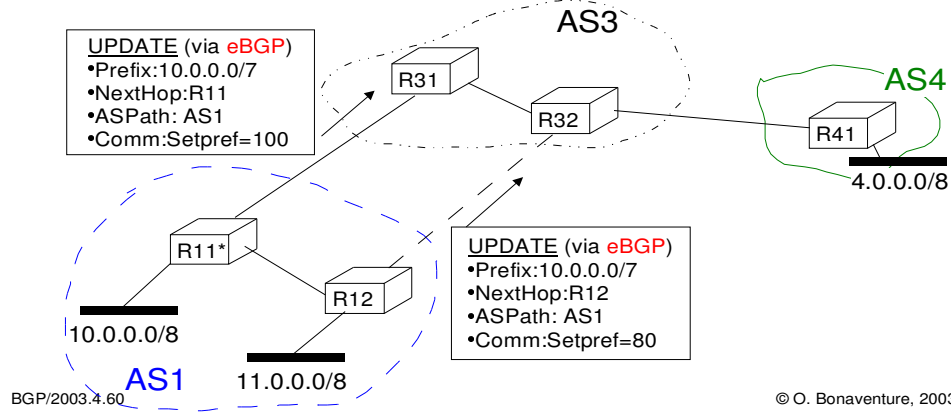 AS3
UPDATE (via eBGP)
•Prefix:10.0.0.0/7
•NextHop:R11
•ASPath: AS1
•Comm:Setpref=100
R31
R32
AS4
R41
4.0.0.0/8
R11*
R12
UPDATE (via eBGP)
•Prefix:10.0.0.0/7
•NextHop:R12
•ASPath: AS1
•Comm:Setpref=80
10.0.0.0/8
11.0.0.0/8
AS1
BGP/2003.4.60
© O. Bonaventure, 2003